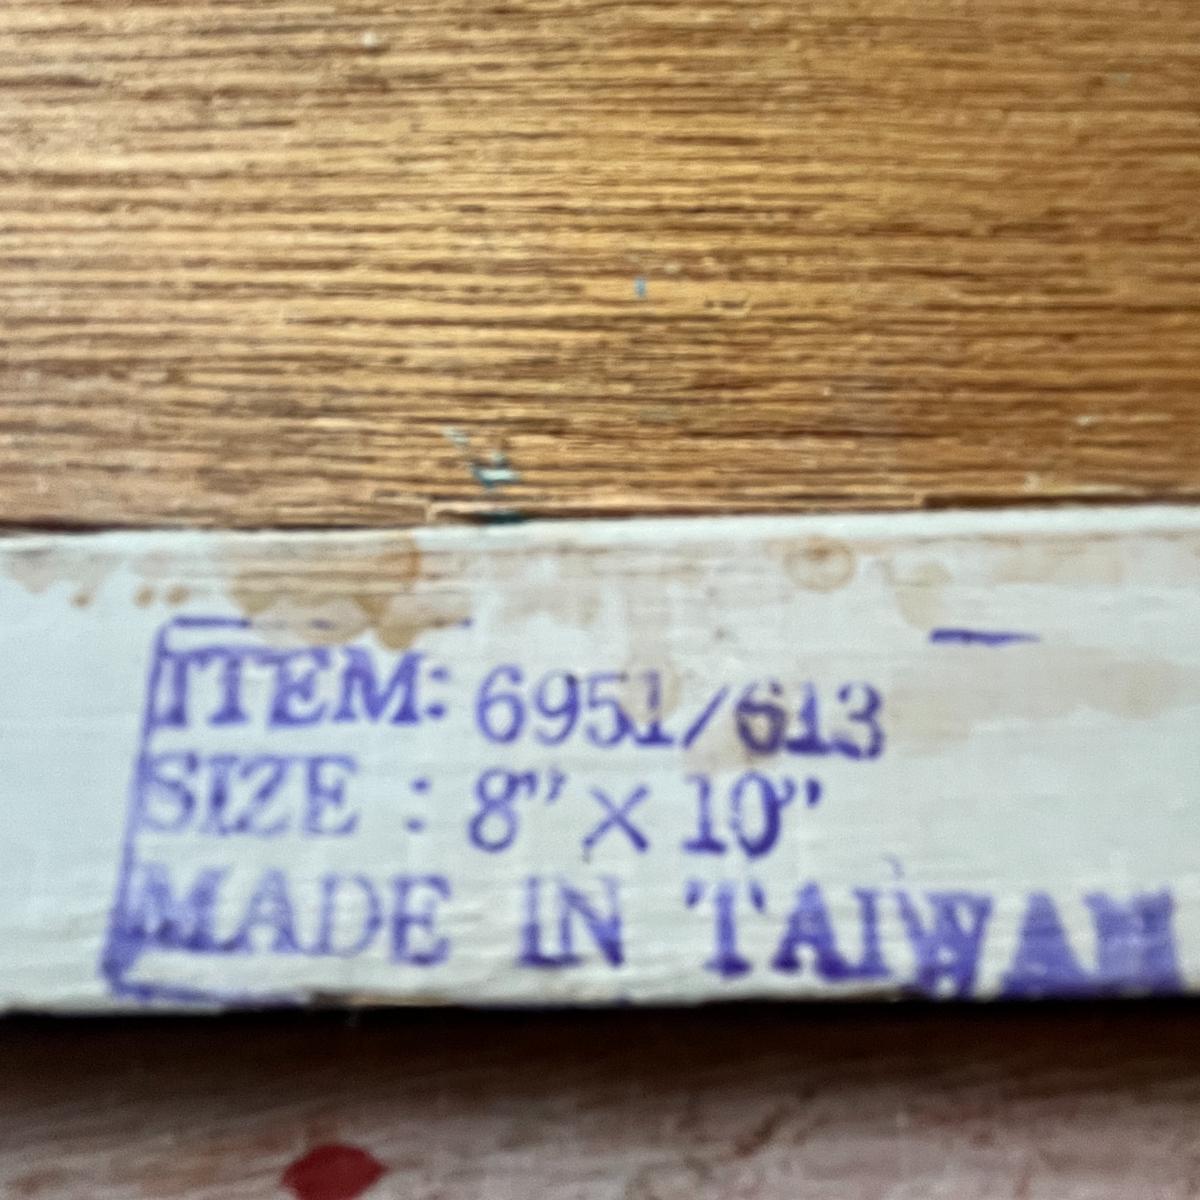 ITEM: 6951/613
SIZE : 8" × 10"
MADE IN TAIWAN